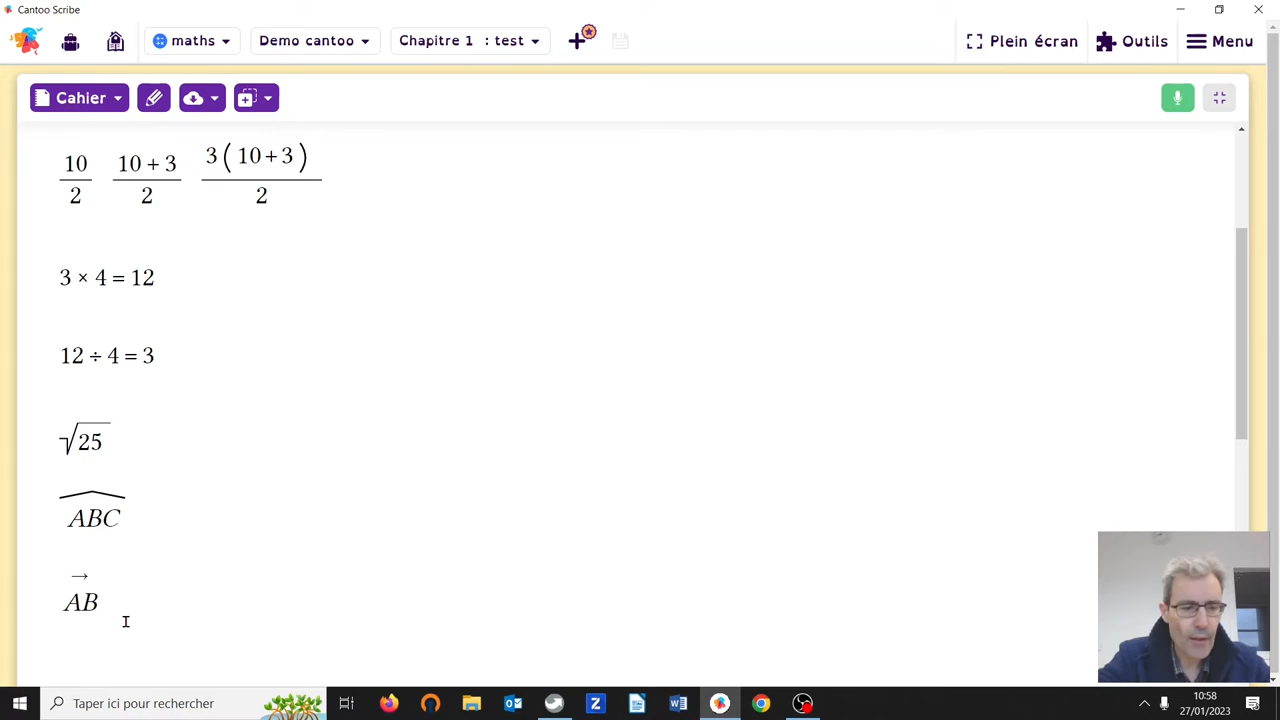 Cantoo Scribe
maths Demo cantoo Chapitre 1 : test Plein écran Outils Menu
Cahier
10/2 (10 + 3)/2 3(10+3)/2
3 × 4 = 12
12 ÷ 4 = 3
√25
ABC
→
AB
Taper ici pour rechercher
10:58
27/01/2023